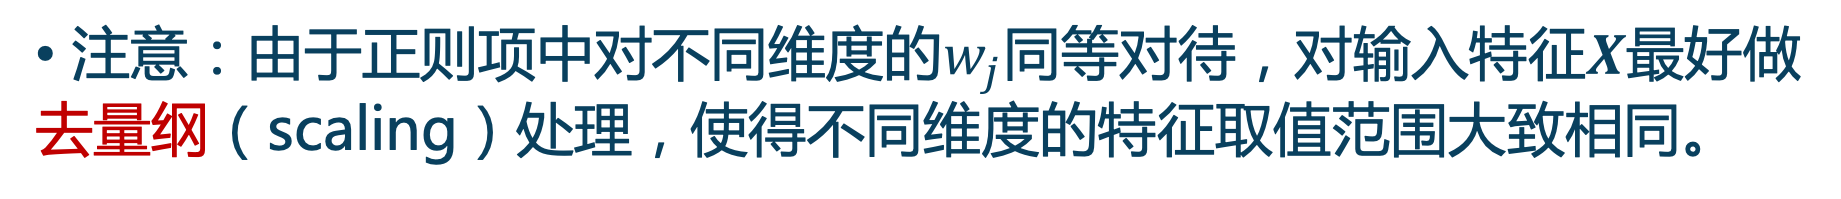 • 注意：由于正则项中对不同维度的w_j同等对待，对输入特征X最好做
去量纲（scaling）处理，使得不同维度的特征取值范围大致相同。